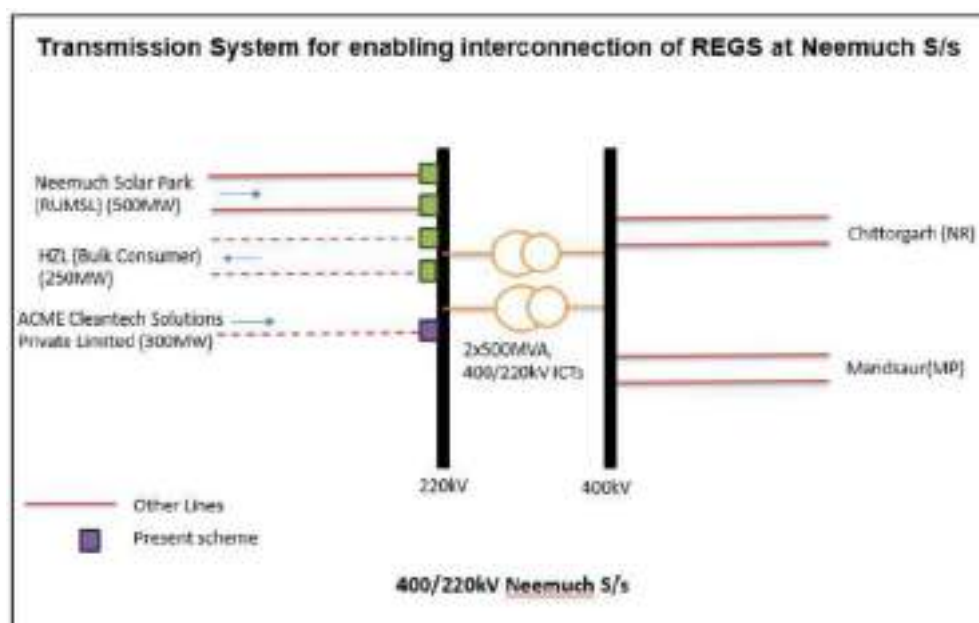 Transmission System for enabling interconnection of REGS at Neemuch S/s
Neemuch Solar Park
(RUMSL) (500MW)
HZL (Bulk Consumer)
(250MW)
ACME Cleantech Solutions
Private Limited (300MW)
2x500MVA,
400/220kV ICTs
Chittorgarh (NR)
Mandsaur(MP)
220kV
400kV
Other Lines
Present scheme
400/220kV Neemuch S/s